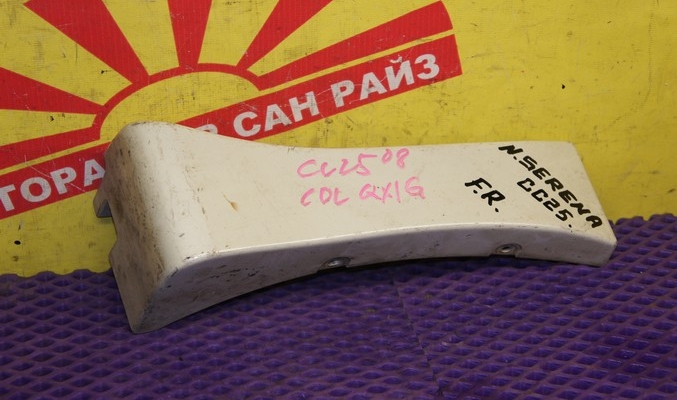 ТОРА
Р САН РАЙЗ
CC25 08
COL QX1G
N.SERENA
CC25.
F.R.